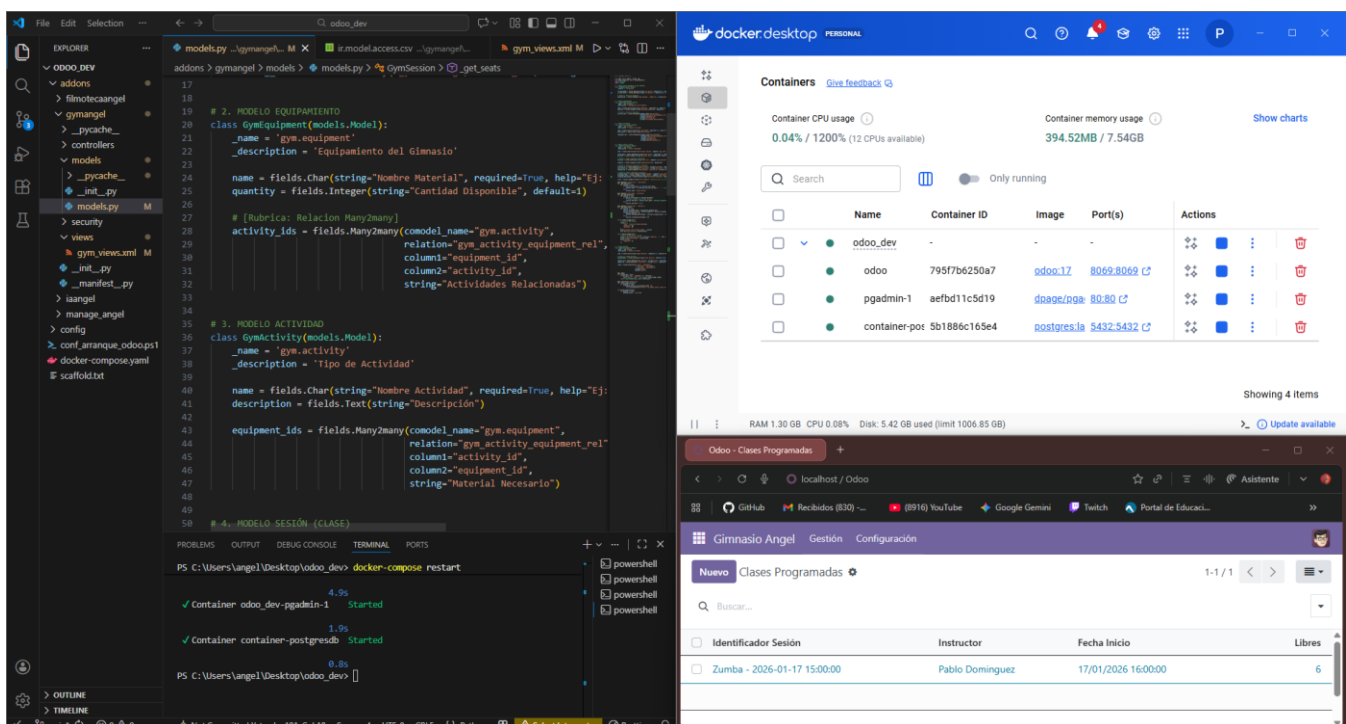 File Edit Selection ···
odoo_dev
EXPLORER ···
ODOO_DEV
addons
filmotecaangel
gymangel
__pycache__
controllers
models
__pycache__
__init__.py
models.py M
security
views
gym_views.xml M
__init__.py
__manifest__.py
iaangel
manage_angel
config
conf_arranque_odoo.ps1
docker-compose.yaml
scaffold.txt
OUTLINE
TIMELINE
models.py ...\gymangel\... M
ir.model.access.csv ...\gymangel\...
gym_views.xml M
addons > gymangel > models > models.py > GymSession > _get_seats
17
18
19 # 2. MODELO EQUIPAMIENTO
20 class GymEquipment(models.Model):
21 _name = 'gym.equipment'
22 _description = 'Equipamiento del Gimnasio'
23
24 name = fields.Char(string="Nombre Material", required=True, help="Ej:
25 quantity = fields.Integer(string="Cantidad Disponible", default=1)
26
27 # [Rubrica: Relacion Many2many]
28 activity_ids = fields.Many2many(comodel_name="gym.activity",
29 relation="gym_activity_equipment_rel",
30 column1="equipment_id",
31 column2="activity_id",
32 string="Actividades Relacionadas")
33
34
35 # 3. MODELO ACTIVIDAD
36 class GymActivity(models.Model):
37 _name = 'gym.activity'
38 _description = 'Tipo de Actividad'
39
40 name = fields.Char(string="Nombre Actividad", required=True, help="Ej:
41 description = fields.Text(string="Descripción")
42
43 equipment_ids = fields.Many2many(comodel_name="gym.equipment",
44 relation="gym_activity_equipment_rel"
45 column1="activity_id",
46 column2="equipment_id",
47 string="Material Necesario")
48
49
50 # 4. MODELO SESIÓN (CLASE)
PROBLEMS OUTPUT DEBUG CONSOLE TERMINAL PORTS
PS C:\Users\angel\Desktop\odoo_dev> docker-compose restart
4.9s
✓ Container odoo_dev-pgadmin-1 Started
1.9s
✓ Container container-postgresdb Started
0.8s
PS C:\Users\angel\Desktop\odoo_dev>
powershell
powershell
powershell
powershell
docker.desktop PERSONAL
4
P
Containers Give feedback
Container CPU usage
0.04% / 1200% (12 CPUs available)
Container memory usage
394.52MB / 7.54GB
Show charts
Search
Only running
Name Container ID Image Port(s) Actions
odoo_dev - - -
odoo 795f7b6250a7 odoo:17 8069:8069
pgadmin-1 aefbd11c5d19 dpage/pga 80:80
container-pos 5b1886c165e4 postgres:la 5432:5432
Showing 4 items
RAM 1.30 GB CPU 0.08% Disk: 5.42 GB used (limit 1006.85 GB)
>_ Update available
Odoo - Clases Programadas
localhost / Odoo
Asistente
GitHub Recibidos (830) -... (8916) YouTube Google Gemini Twitch Portal de Educaci... »
Gimnasio Angel Gestión Configuración
Nuevo Clases Programadas 1-1 / 1
Buscar...
Identificador Sesión Instructor Fecha Inicio Libres
Zumba - 2026-01-17 15:00:00 Pablo Dominguez 17/01/2026 16:00:00 6